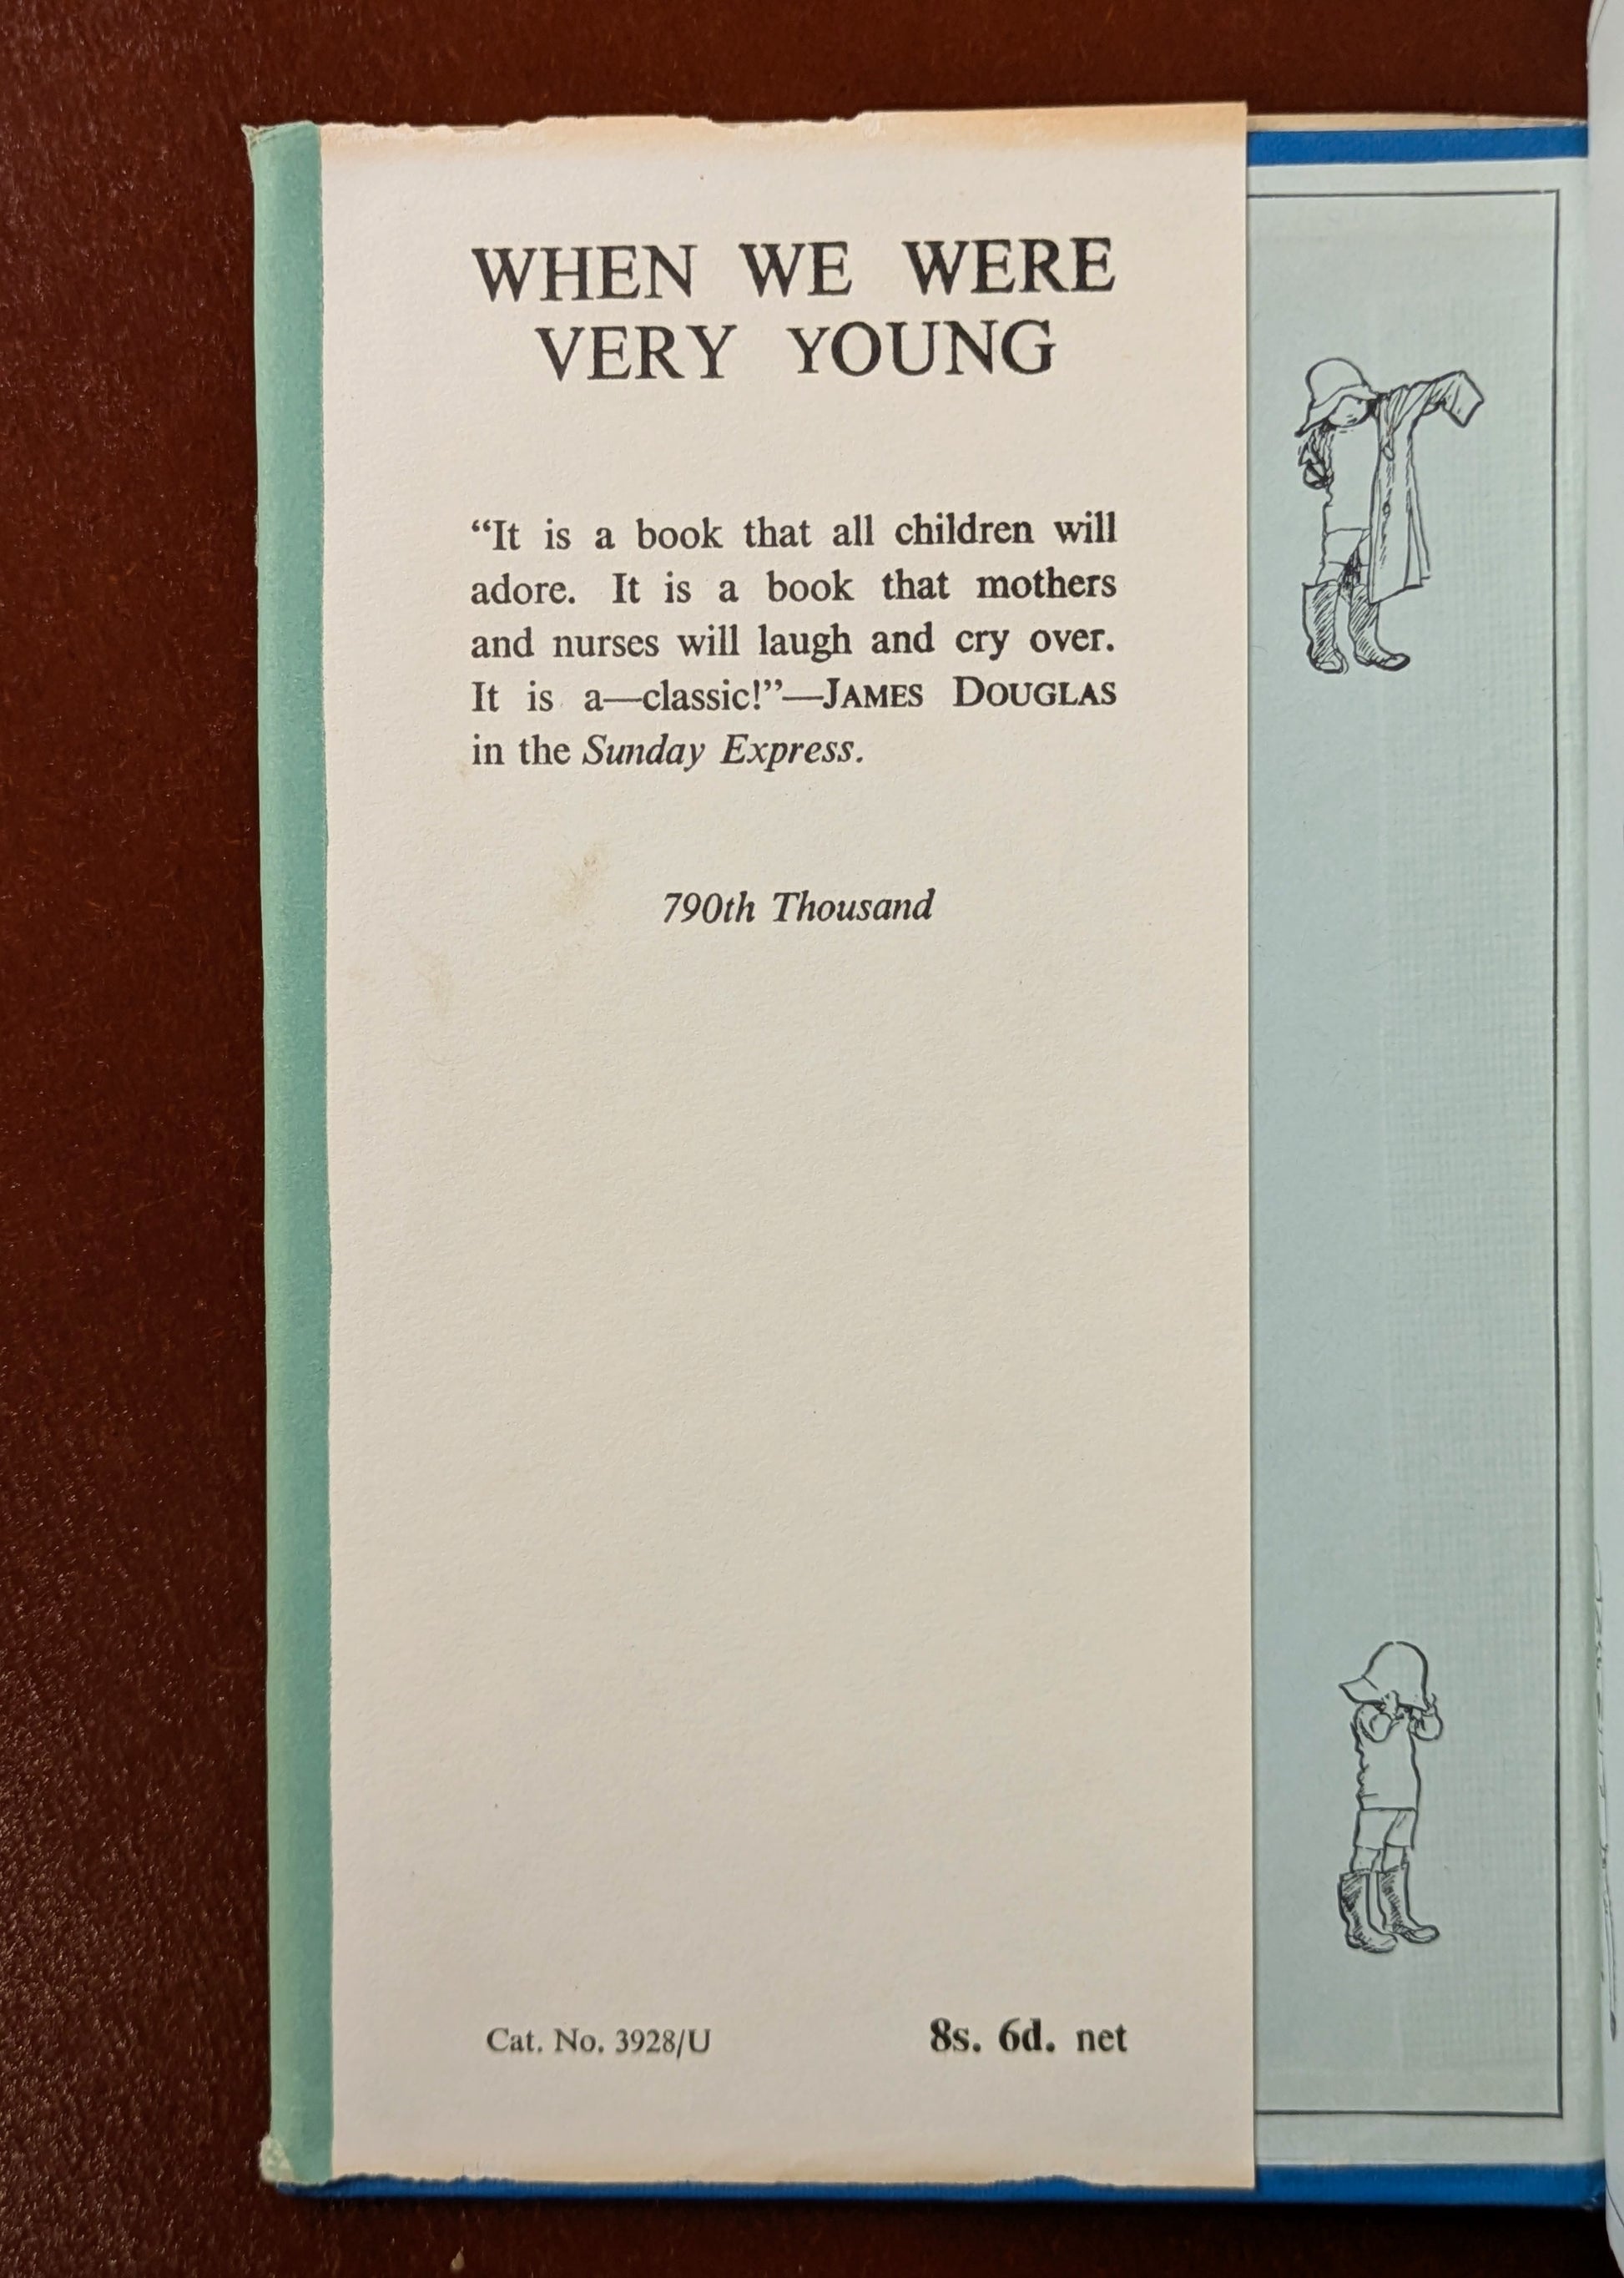 WHEN WE WERE
VERY YOUNG
“It is a book that all children will
adore. It is a book that mothers
and nurses will laugh and cry over.
It is a—classic!”—JAMES DOUGLAS
in the Sunday Express.
790th Thousand
Cat. No. 3928/U
8s. 6d. net